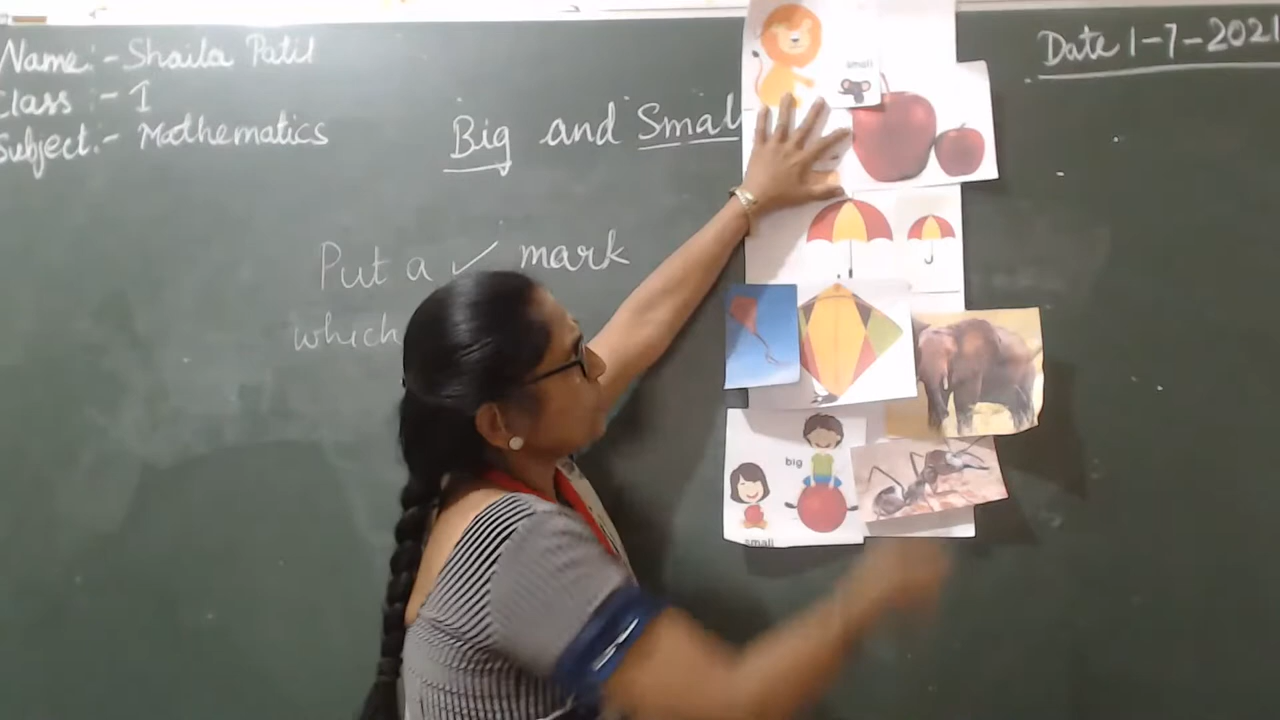 Name:- Shaila Patil
Class :- I
Subject:- Mathematics
Date 1-7-2021
Big and Small
Put a ✓ mark
which
small
big
small